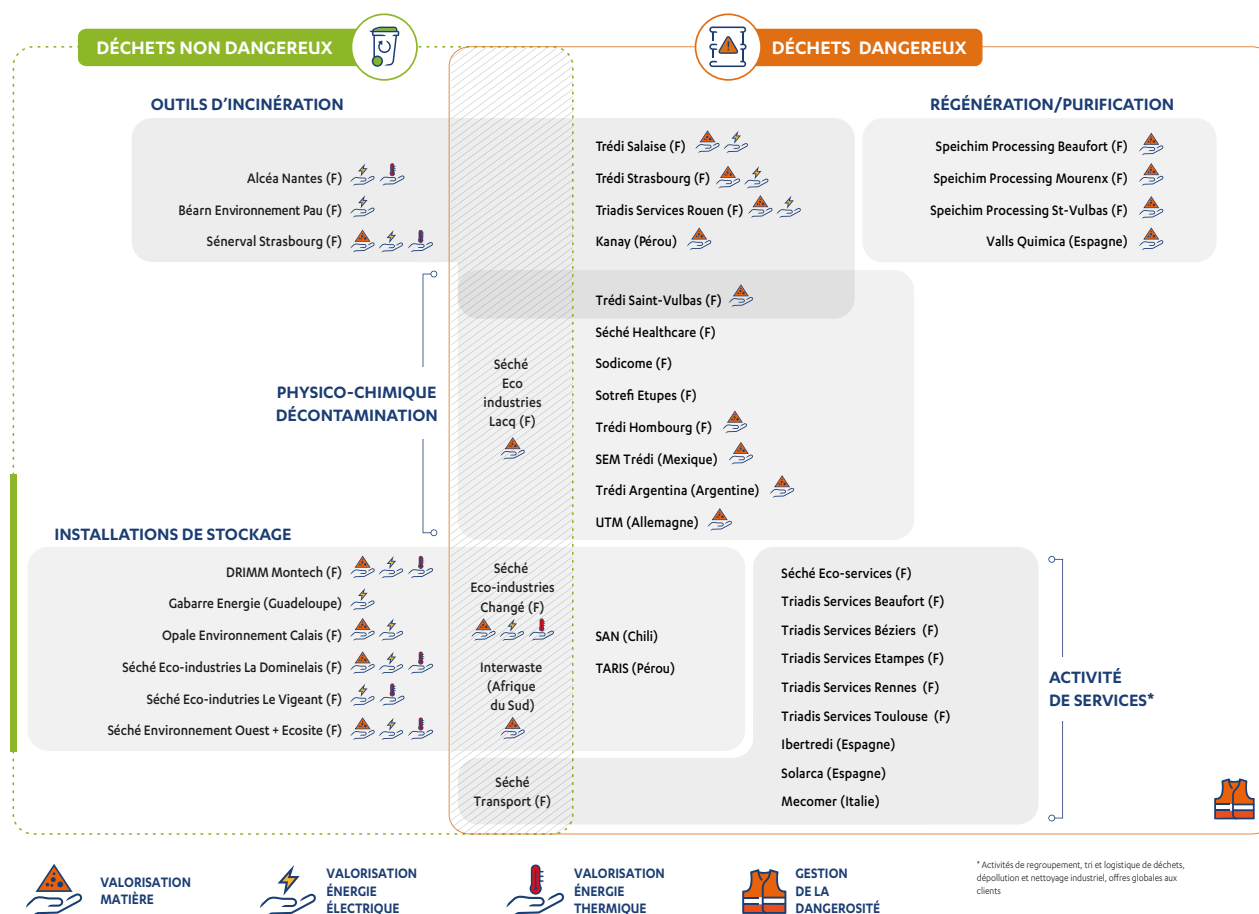 DÉCHETS NON DANGEREUX
DÉCHETS DANGEREUX
OUTILS D'INCINÉRATION
Alcéa Nantes (F)
Béarn Environnement Pau (F)
Sénerval Strasbourg (F)
Trédi Salaise (F)
Trédi Strasbourg (F)
Triadis Services Rouen (F)
Kanay (Pérou)
RÉGÉNÉRATION/PURIFICATION
Speichim Processing Beaufort (F)
Speichim Processing Mourenx (F)
Speichim Processing St-Vulbas (F)
Valls Quimica (Espagne)
PHYSICO-CHIMIQUE
DÉCONTAMINATION
Séché
Eco
industries
Lacq (F)
Trédi Saint-Vulbas (F)
Séché Healthcare (F)
Sodicome (F)
Sotrefi Etupes (F)
Trédi Hombourg (F)
SEM Trédi (Mexique)
Trédi Argentina (Argentine)
UTM (Allemagne)
INSTALLATIONS DE STOCKAGE
DRIMM Montech (F)
Gabarre Energie (Guadeloupe)
Opale Environnement Calais (F)
Séché Eco-industries La Dominelais (F)
Séché Eco-indutries Le Vigeant (F)
Séché Environnement Ouest + Ecosite (F)
Séché
Eco-industries
Changé (F)
Interwaste
(Afrique
du Sud)
Séché
Transport (F)
SAN (Chili)
TARIS (Pérou)
Séché Eco-services (F)
Triadis Services Beaufort (F)
Triadis Services Béziers (F)
Triadis Services Etampes (F)
Triadis Services Rennes (F)
Triadis Services Toulouse (F)
Ibertredi (Espagne)
Solarca (Espagne)
Mecomer (Italie)
ACTIVITÉ
DE SERVICES*
VALORISATION
MATIÈRE
VALORISATION
ÉNERGIE
ÉLECTRIQUE
VALORISATION
ÉNERGIE
THERMIQUE
GESTION
DE LA
DANGEROSITÉ
* Activités de regroupement, tri et logistique de déchets,
dépollution et nettoyage industriel, offres globales aux
clients